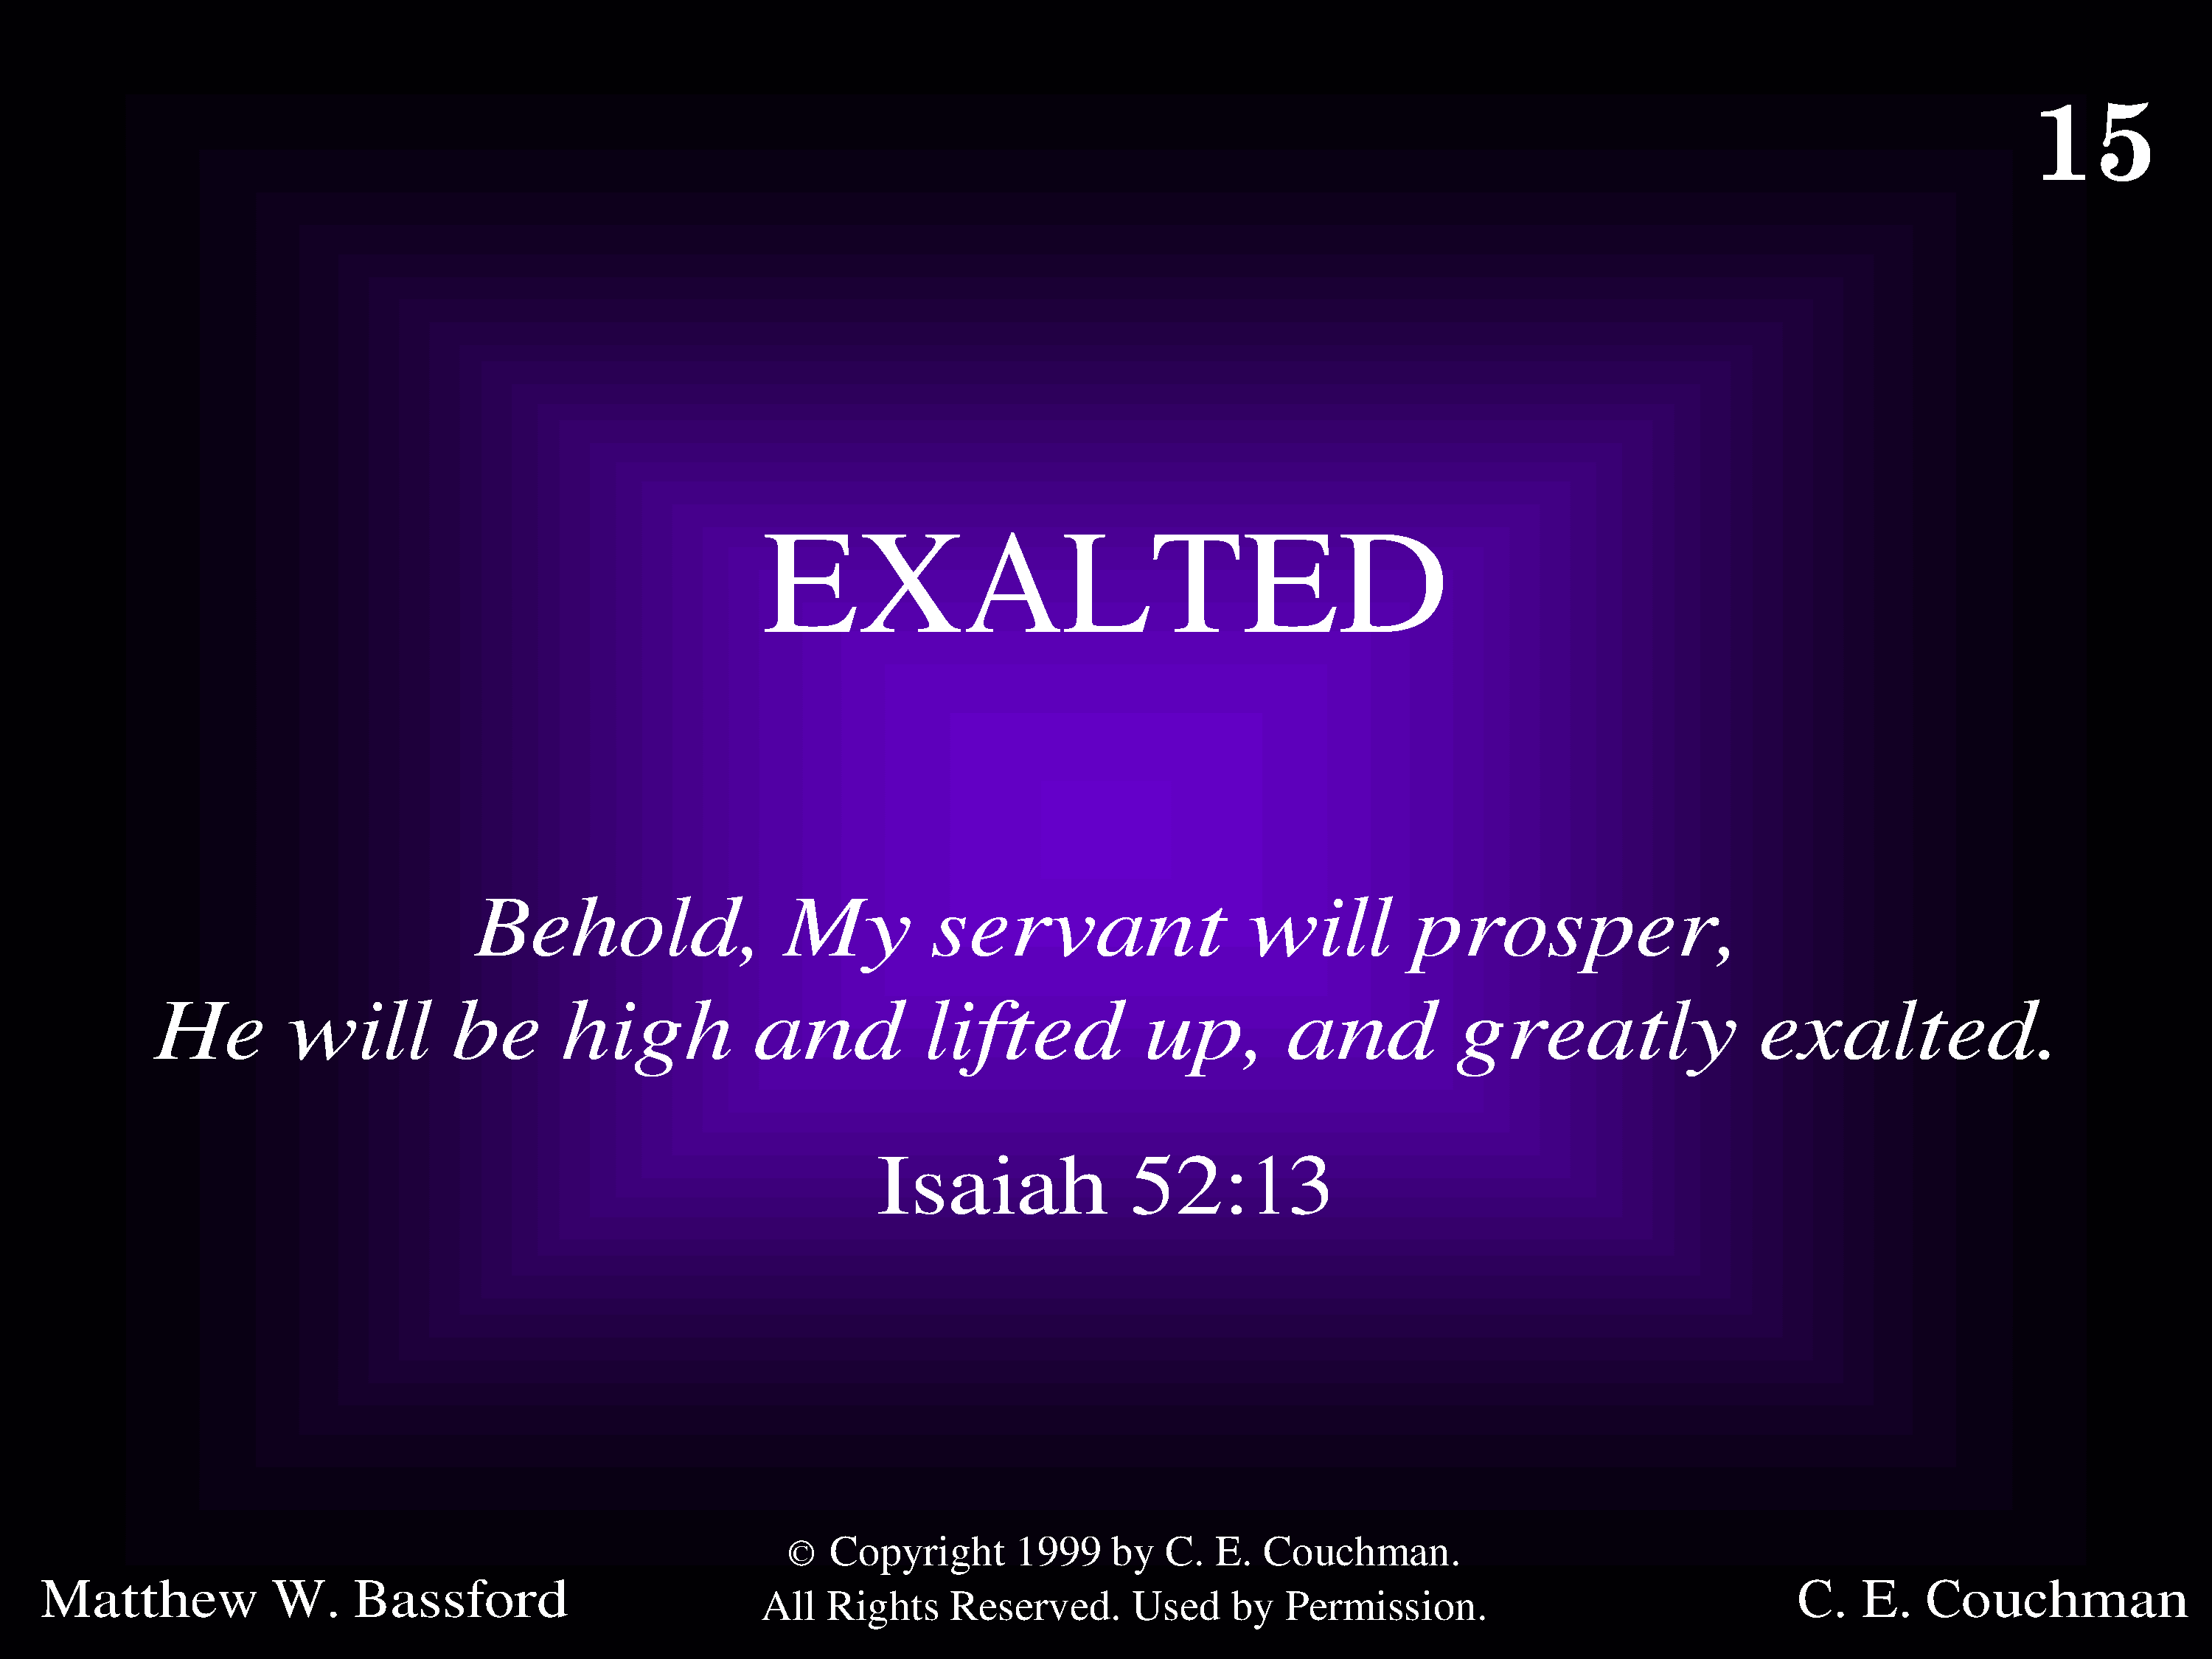 15
EXALTED
Behold, My servant will prosper,
He will be high and lifted up, and greatly exalted.
Isaiah 52:13
© Copyright 1999 by C. E. Couchman.
All Rights Reserved. Used by Permission.
Matthew W. Bassford
C. E. Couchman